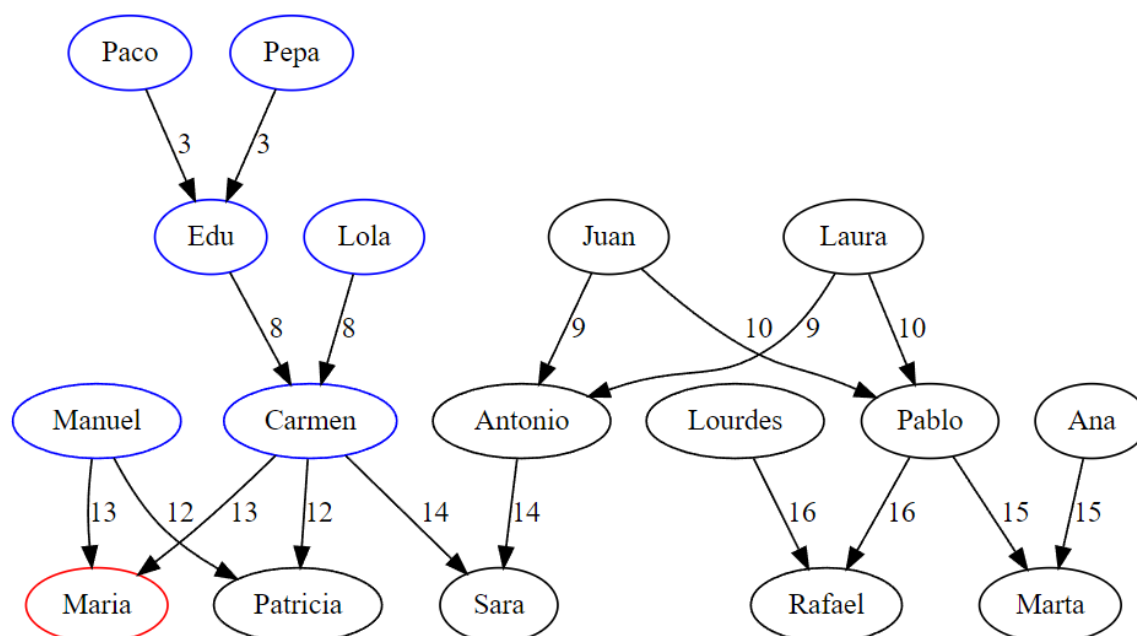 Paco Pepa
3 3
Edu Lola Juan Laura
8 8 9 10 9 10
Manuel Carmen Antonio Lourdes Pablo Ana
13 12 13 12 14 14 16 16 15 15
Maria Patricia Sara Rafael Marta